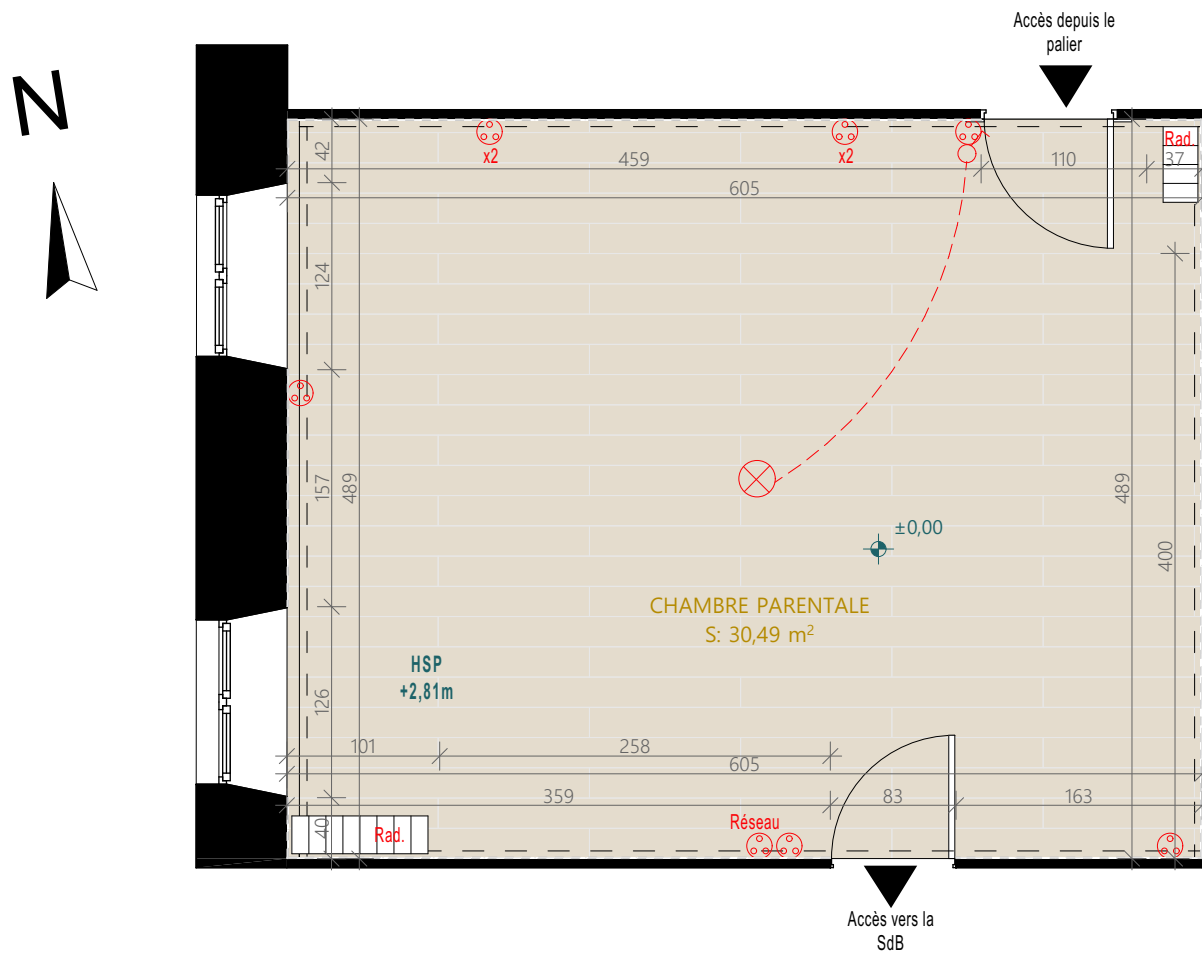 Accès depuis le
palier
N
x2
x2
Rad.
42
459
110
37
605
124
157
489
489
±0,00
400
CHAMBRE PARENTALE
S: 30,49 m²
HSP
+2,81m
126
101
258
605
359
83
163
Réseau
40
Rad.
Accès vers la
SdB